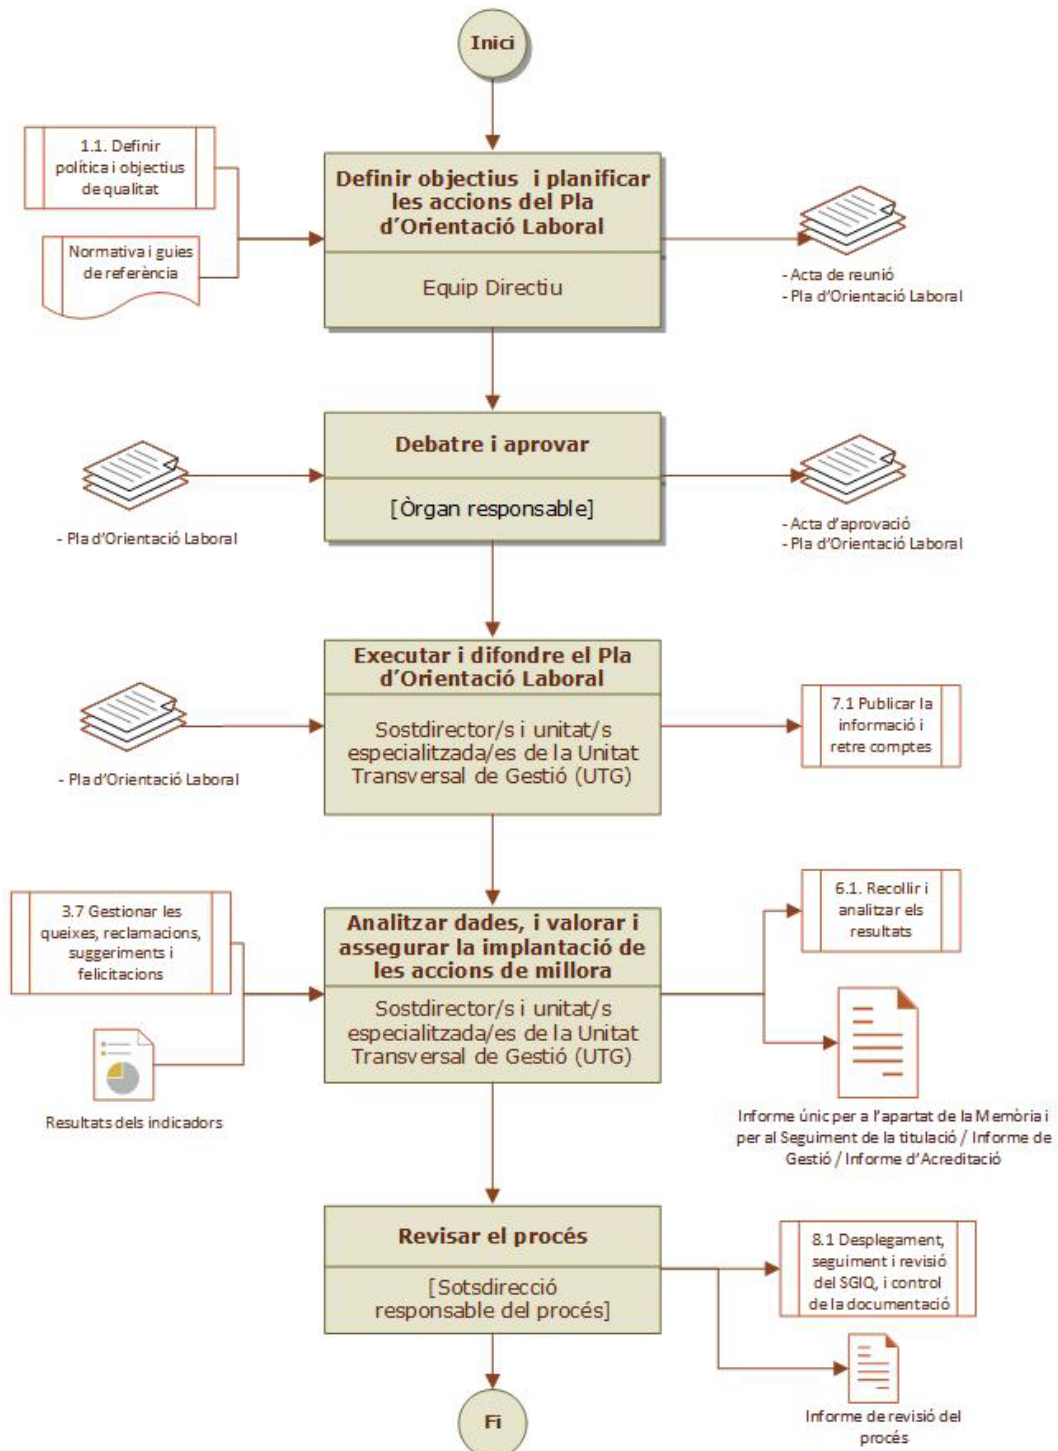 Inici
1.1. Definir
política i objectius
de qualitat
Normativa i guies
de referència
Definir objectius i planificar
les accions del Pla
d'Orientació Laboral
Equip Directiu
- Acta de reunió
- Pla d'Orientació Laboral
- Pla d'Orientació Laboral
Debatre i aprovar
[Òrgan responsable]
- Acta d'aprovació
- Pla d'Orientació Laboral
- Pla d'Orientació Laboral
Executar i difondre el Pla
d'Orientació Laboral
Sostdirector/s i unitat/s
especialitzada/es de la Unitat
Transversal de Gestió (UTG)
7.1 Publicar la
informació i
retre comptes
3.7 Gestionar les
queixes, reclamacions,
suggeriments i
felicitacions
Resultats dels indicadors
Analitzar dades, i valorar i
assegurar la implantació de
les accions de millora
Sostdirector/s i unitat/s
especialitzada/es de la Unitat
Transversal de Gestió (UTG)
6.1. Recollir i
analitzar els
resultats
Informe únic per a l'apartat de la Memòria i
per al Seguiment de la titulació / Informe de
Gestió / Informe d'Acreditació
Revisar el procés
[Sotsdirecció
responsable del procés]
8.1 Desplegament,
seguiment i revisió
del SGIQ, i control
de la documentació
Informe de revisió del
procés
Fi